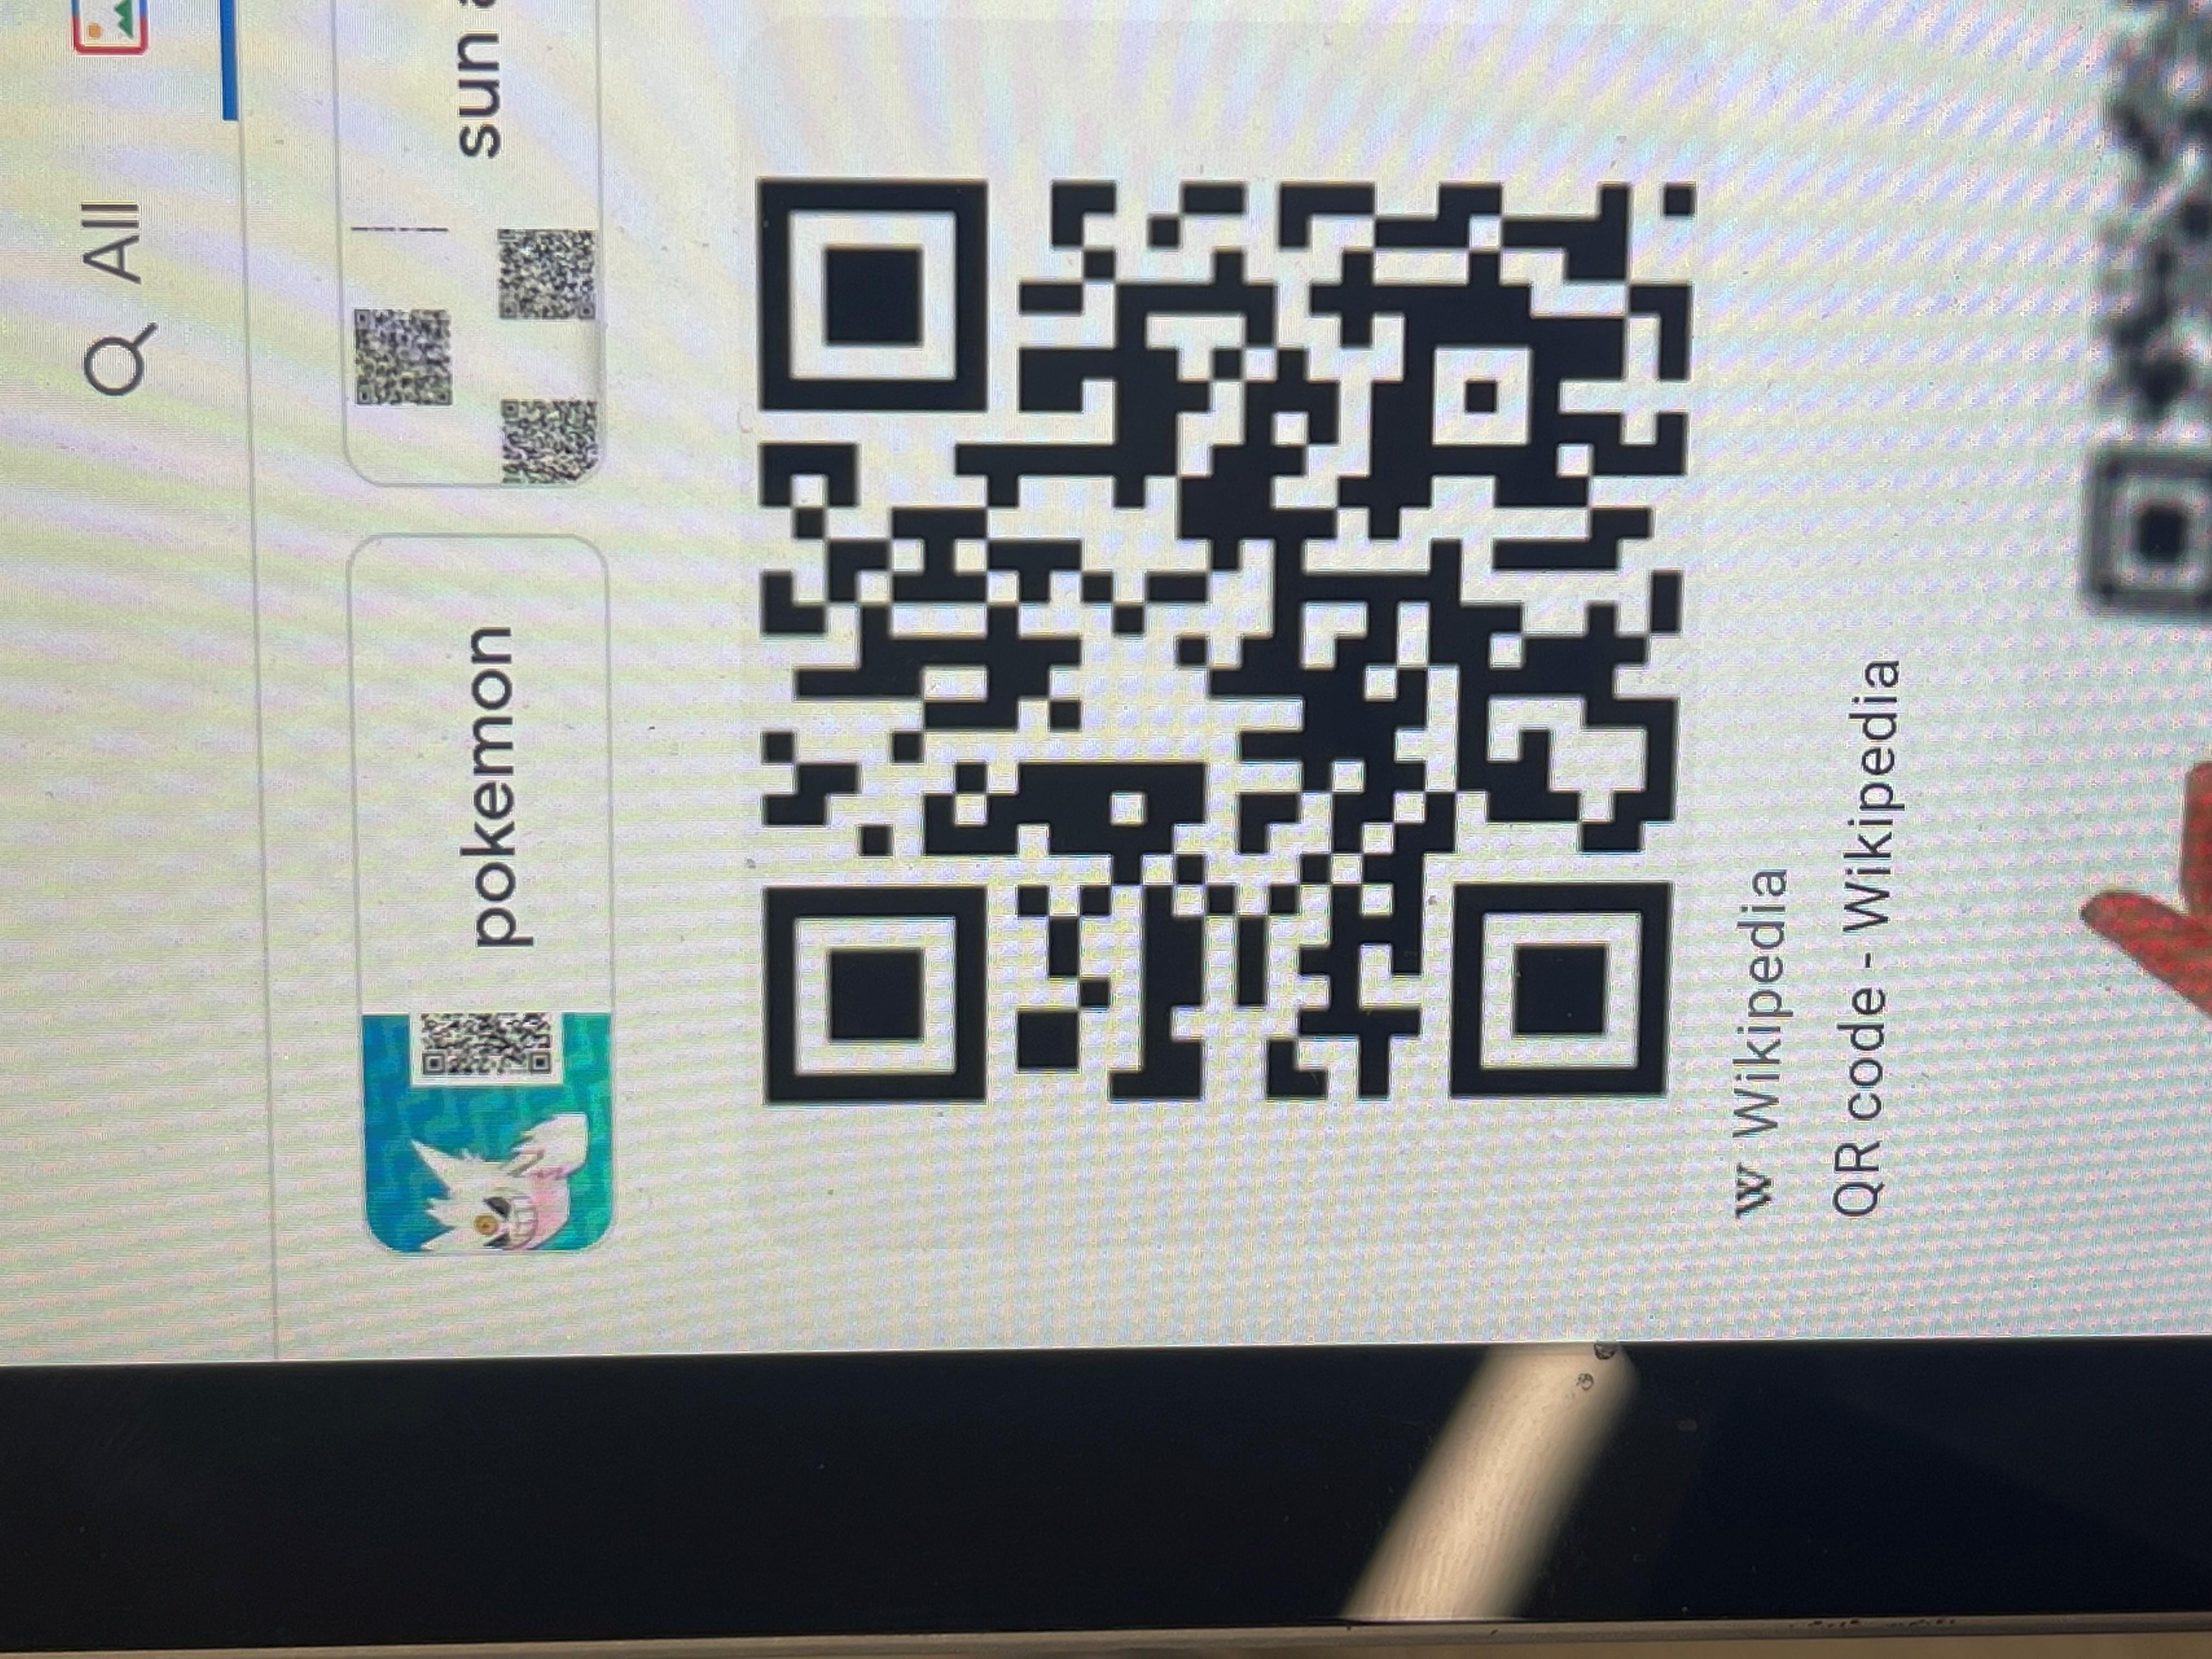 All
pokemon
sun a
W Wikipedia
QR code - Wikipedia